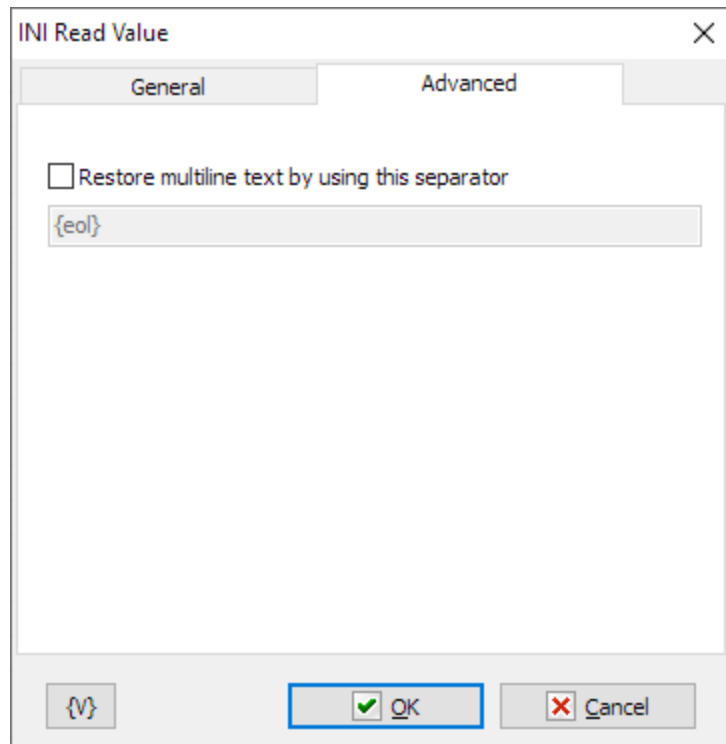 INI Read Value
General
Advanced
Restore multiline text by using this separator
{eol}
{V}
OK
Cancel